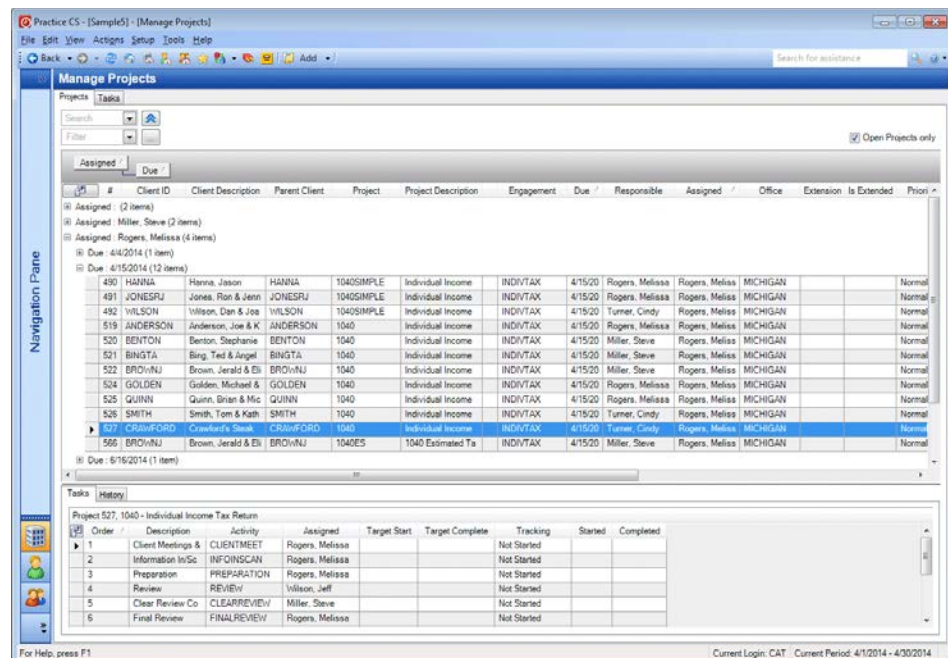 Practice CS - [Sample5] - [Manage Projects]
File Edit View Actions Setup Tools Help
Back Add Search for assistance
Manage Projects
Projects Tasks
Search
Filter Open Projects only
Assigned
Due
# Client ID Client Description Parent Client Project Project Description Engagement Due Responsible Assigned Office Extension Is Extended Priori
Assigned : (2 items)
Assigned : Miller, Steve (2 items)
Assigned : Rogers, Melissa (4 items)
Due : 4/4/2014 (1 item)
Due : 4/15/2014 (12 items)
490 HANNA Hanna, Jason HANNA 1040SIMPLE Individual Income INDIVTAX 4/15/20 Rogers, Melissa Rogers, Meliss MICHIGAN Normal
491 JONESRJ Jones, Ron & Jenn JONESRJ 1040SIMPLE Individual Income INDIVTAX 4/15/20 Rogers, Melissa Rogers, Meliss MICHIGAN Normal
492 WILSON Wilson, Dan & Joa WILSON 1040SIMPLE Individual Income INDIVTAX 4/15/20 Turner, Cindy Rogers, Meliss MICHIGAN Normal
519 ANDERSON Anderson, Joe & K ANDERSON 1040 Individual Income INDIVTAX 4/15/20 Rogers, Melissa Rogers, Meliss MICHIGAN Normal
520 BENTON Benton, Stephanie BENTON 1040 Individual Income INDIVTAX 4/15/20 Miller, Steve Rogers, Meliss MICHIGAN Normal
521 BINGTA Bing, Ted & Angel BINGTA 1040 Individual Income INDIVTAX 4/15/20 Miller, Steve Rogers, Meliss MICHIGAN Normal
522 BROWNJ Brown, Jerald & Eli BROWNJ 1040 Individual Income INDIVTAX 4/15/20 Miller, Steve Rogers, Meliss MICHIGAN Normal
524 GOLDEN Golden, Michael & GOLDEN 1040 Individual Income INDIVTAX 4/15/20 Rogers, Melissa Rogers, Meliss MICHIGAN Normal
525 QUINN Quinn, Brian & Mic QUINN 1040 Individual Income INDIVTAX 4/15/20 Rogers, Melissa Rogers, Meliss MICHIGAN Normal
526 SMITH Smith, Tom & Kath SMITH 1040 Individual Income INDIVTAX 4/15/20 Turner, Cindy Rogers, Meliss MICHIGAN Normal
527 CRAWFORD Crawford's Steak CRAWFORD 1040 Individual Income INDIVTAX 4/15/20 Turner, Cindy Rogers, Meliss MICHIGAN Normal
566 BROWNJ Brown, Jerald & Eli BROWNJ 1040ES 1040 Estimated Ta INDIVTAX 4/15/20 Miller, Steve Rogers, Meliss MICHIGAN Normal
Due : 6/16/2014 (1 item)
Navigation Pane
Tasks History
Project 527, 1040 - Individual Income Tax Return
Order Description Activity Assigned Target Start Target Complete Tracking Started Completed
1 Client Meetings & CLIENTMEET Rogers, Melissa Not Started
2 Information In/Sc INFOINSCAN Rogers, Melissa Not Started
3 Preparation PREPARATION Rogers, Melissa Not Started
4 Review REVIEW Wilson, Jeff Not Started
5 Clear Review Co CLEARREVIEW Miller, Steve Not Started
6 Final Review FINALREVIEW Rogers, Melissa Not Started
For Help, press F1 Current Login: CAT Current Period: 4/1/2014 - 4/30/2014